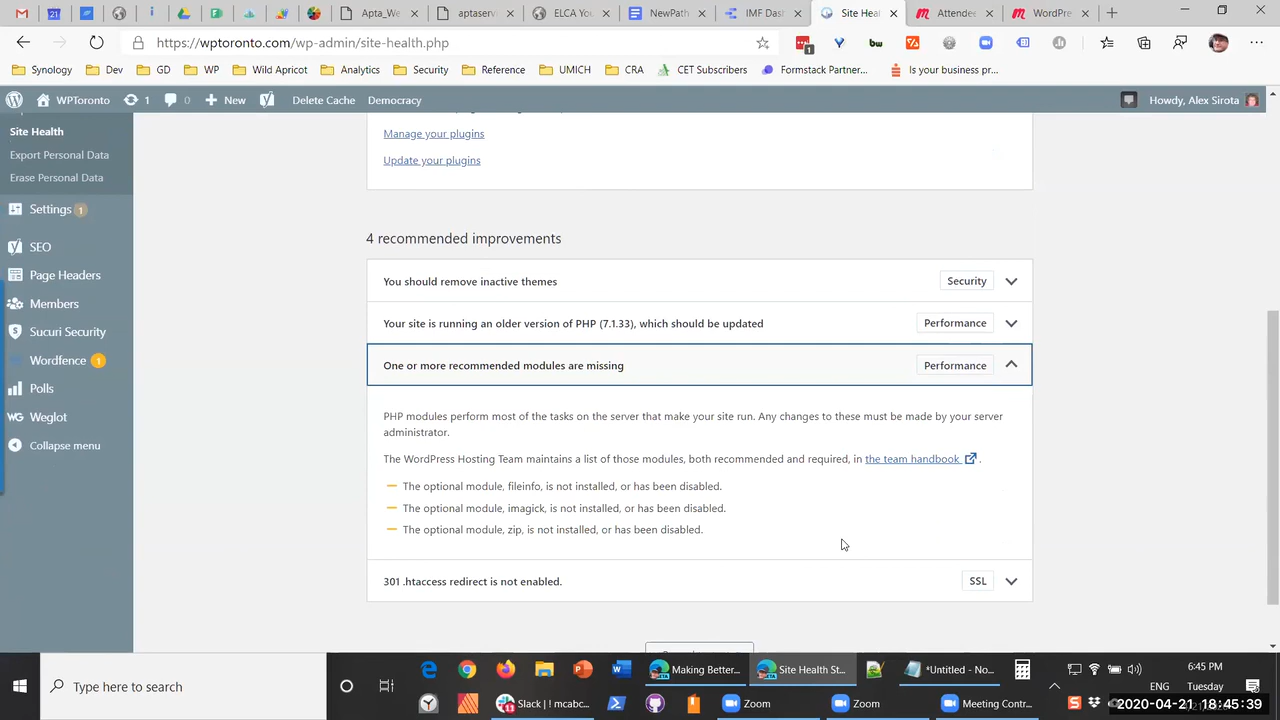 Apta_We
aptaserv
ELCA You
NewPath
IMF Dash
Site Hea
Attende
WordPre
https://wptoronto.com/wp-admin/site-health.php
Synology
Dev
GD
WP
Wild Apricot
Analytics
Security
Reference
UMICH
CRA
CET Subscribers
Formstack Partner...
Is your business pr...
WPToronto
1
0
New
Delete Cache
Democracy
Howdy, Alex Sirota
Site Health
Export Personal Data
Erase Personal Data
Settings 1
SEO
Page Headers
Members
Sucuri Security
Wordfence 1
Polls
Weglot
Collapse menu
Manage your plugins
Update your plugins
4 recommended improvements
You should remove inactive themes
Security
Your site is running an older version of PHP (7.1.33), which should be updated
Performance
One or more recommended modules are missing
Performance
PHP modules perform most of the tasks on the server that make your site run. Any changes to these must be made by your server
administrator.
The WordPress Hosting Team maintains a list of those modules, both recommended and required, in the team handbook .
The optional module, fileinfo, is not installed, or has been disabled.
The optional module, imagick, is not installed, or has been disabled.
The optional module, zip, is not installed, or has been disabled.
301 .htaccess redirect is not enabled.
SSL
Type here to search
Making Better...
Site Health St...
*Untitled - No...
6:45 PM
ENG
Tuesday
Slack | ! mcabc...
Zoom
Zoom
Meeting Contr...
2020-04-21 18:45:39